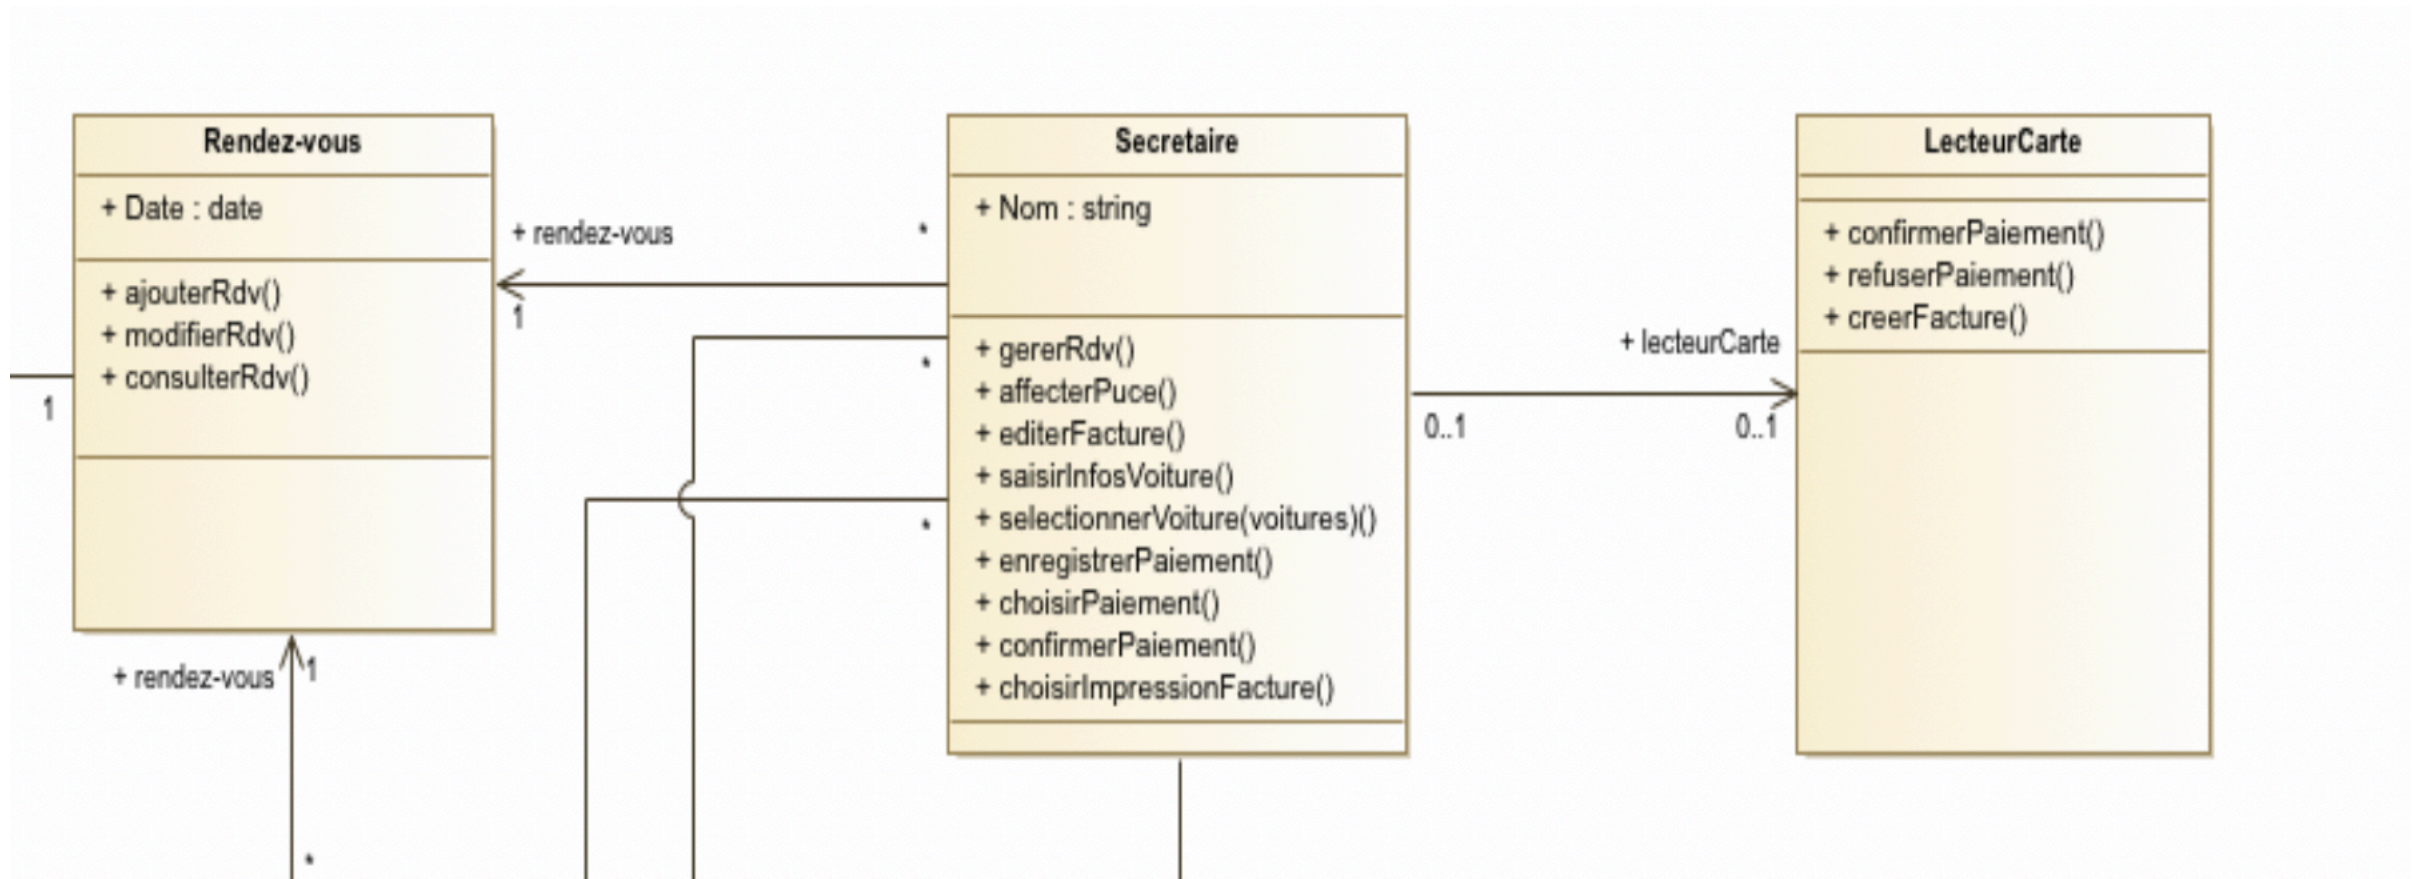 Rendez-vous
+ Date : date
+ ajouterRdv()
+ modifierRdv()
+ consulterRdv()
1
+ rendez-vous
1
*
+ rendez-vous
*
1
*
*
Secretaire
+ Nom : string
+ gererRdv()
+ affecterPuce()
+ editerFacture()
+ saisirInfosVoiture()
+ selectionnerVoiture(voitures)()
+ enregistrerPaiement()
+ choisirPaiement()
+ confirmerPaiement()
+ choisirImpressionFacture()
+ lecteurCarte
0..1
0..1
LecteurCarte
+ confirmerPaiement()
+ refuserPaiement()
+ creerFacture()